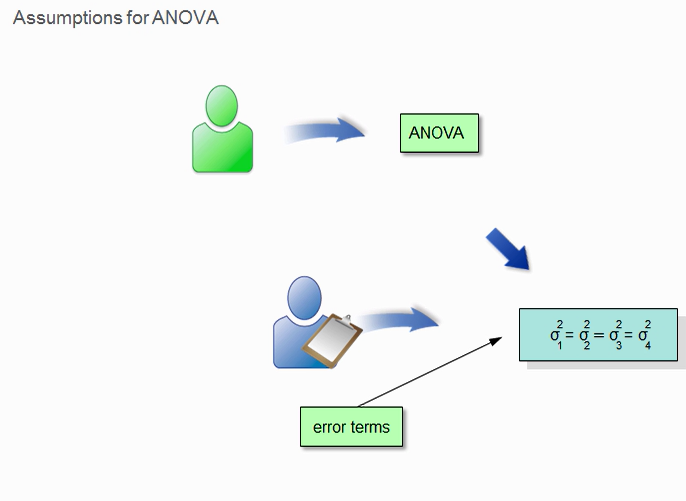 Assumptions for ANOVA
ANOVA
σ₁² = σ₂² = σ₃² = σ₄²
error terms